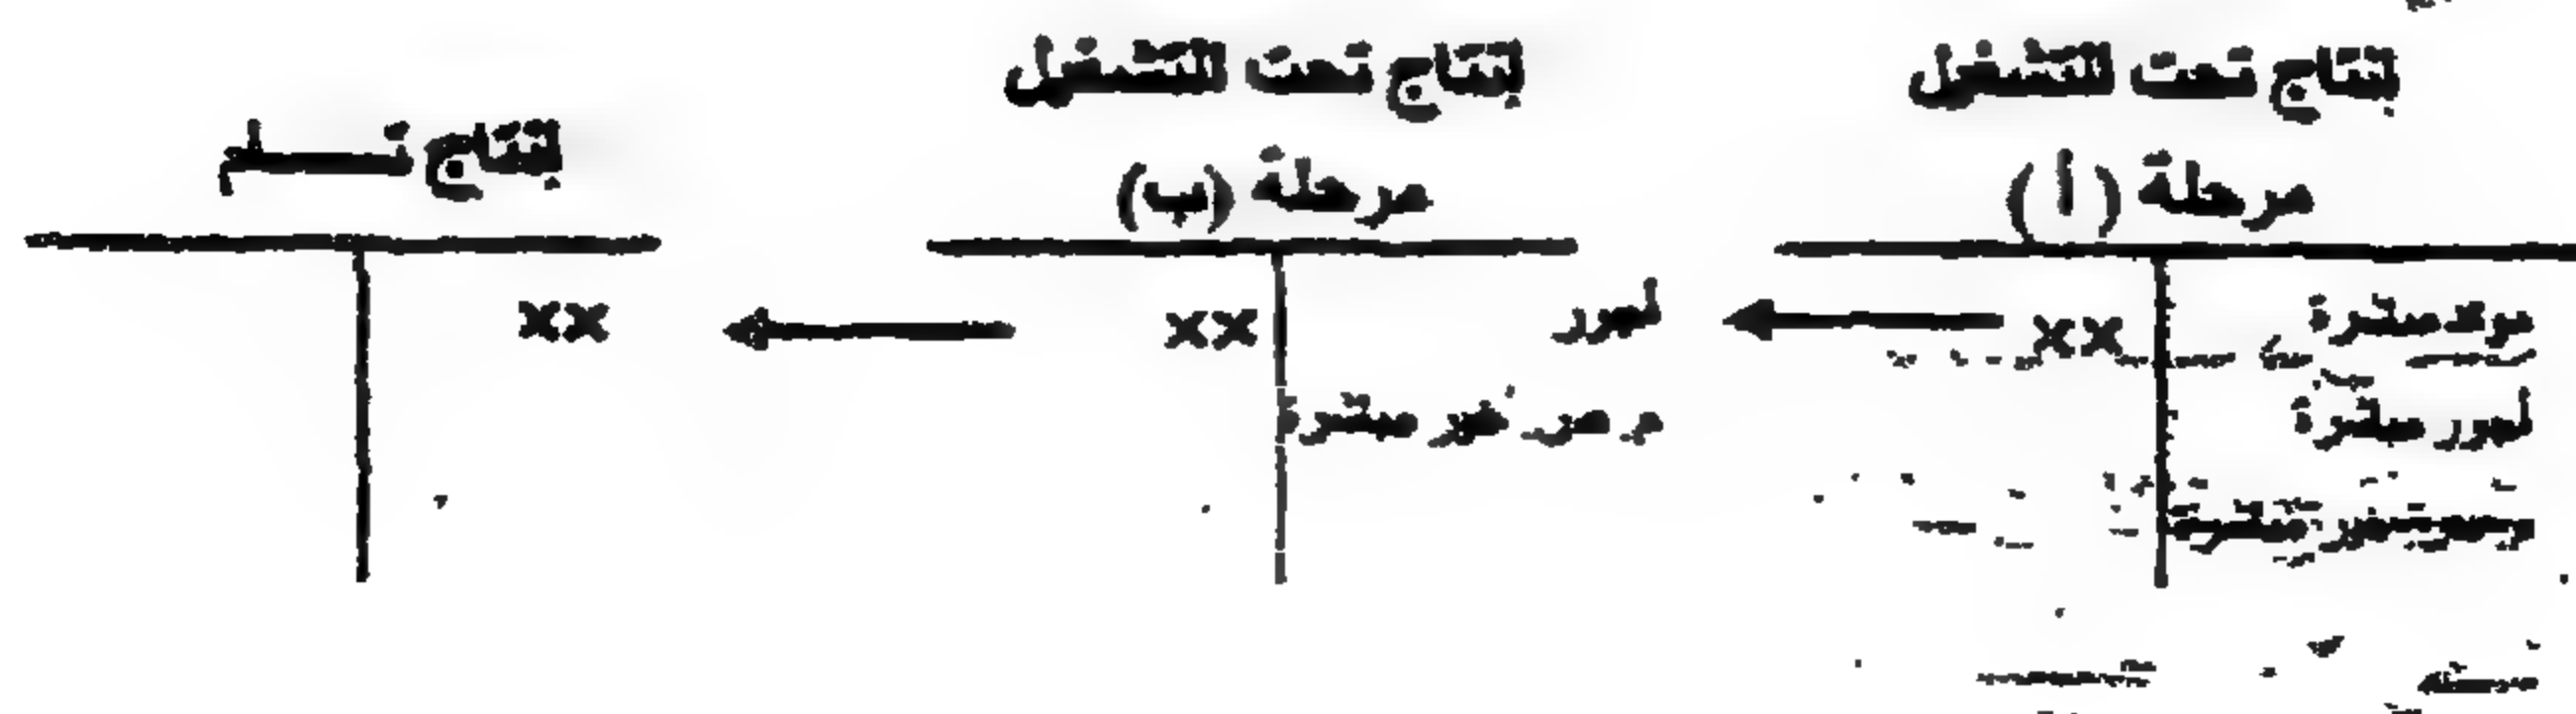 إنتاج تحت التشغيل
مرحلة (أ)
مواد مباشرة
أجور مباشرة
xx
إنتاج تحت التشغيل
مرحلة (ب)
أجور
م ص غير مباشرة
xx
إنتاج تـــام
xx